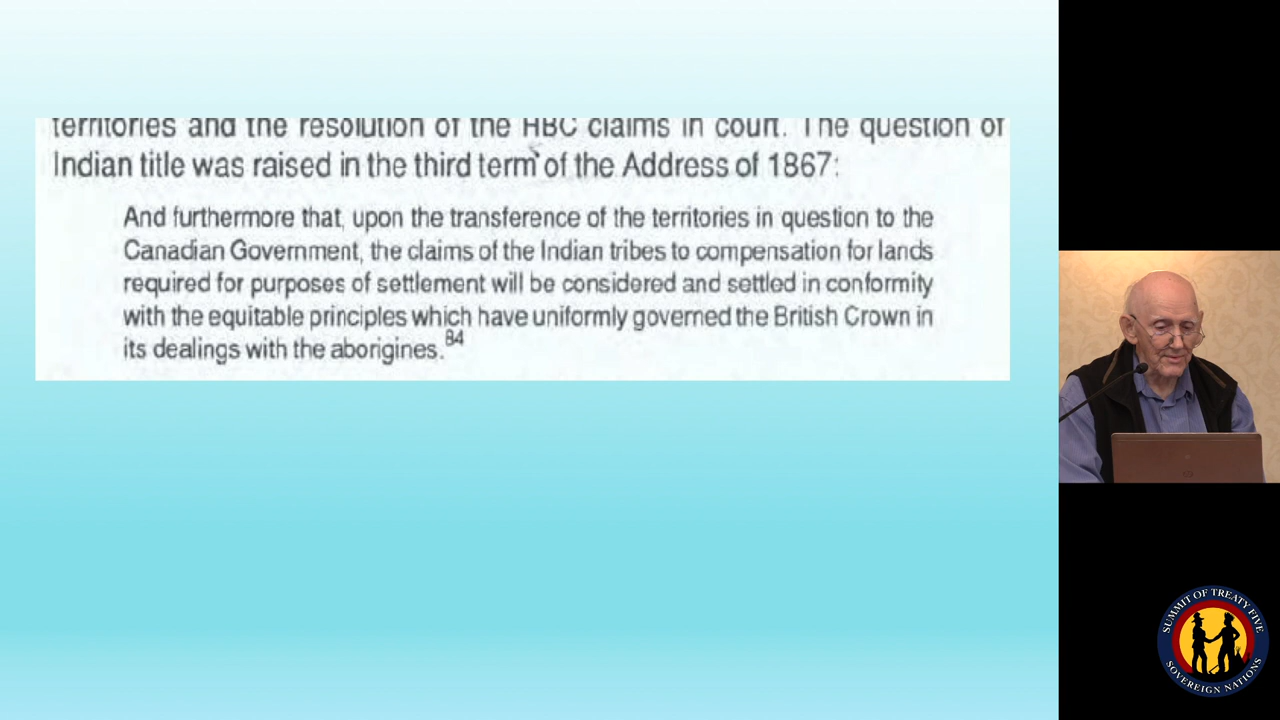 territories and the resolution of the HBC claims in court. The question of
Indian title was raised in the third term of the Address of 1867:
And furthermore that, upon the transference of the territories in question to the
Canadian Government, the claims of the Indian tribes to compensation for lands
required for purposes of settlement will be considered and settled in conformity
with the equitable principles which have uniformly governed the British Crown in
its dealings with the aborigines.84
SUMMIT OF TREATY FIVE
SOVEREIGN NATIONS